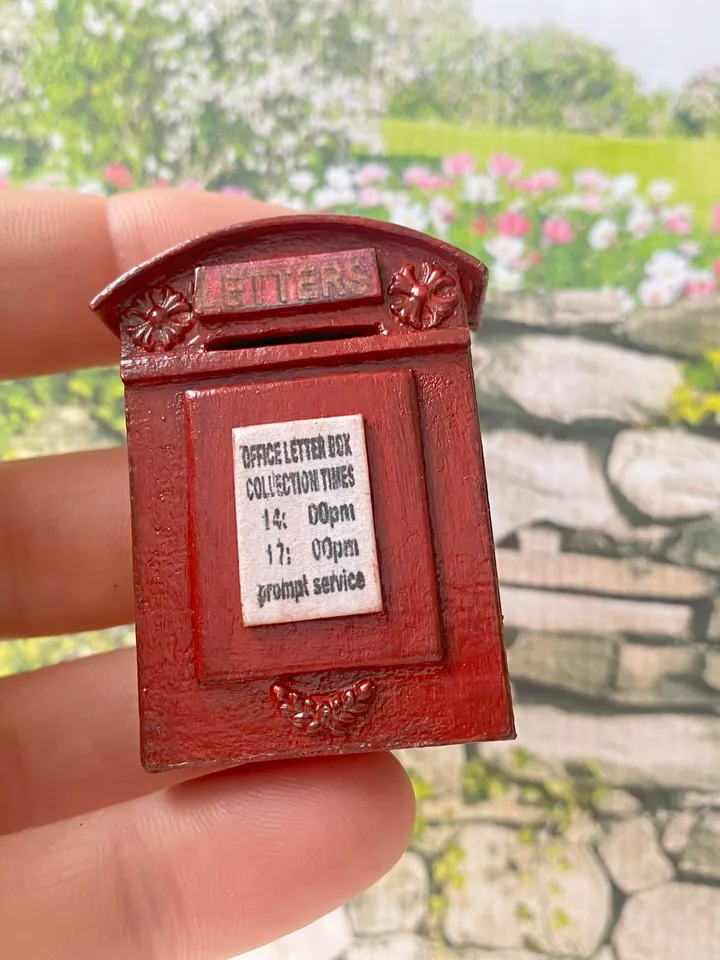 LETTERS
OFFICE LETTER BOX
COLLECTION TIMES
14: 00pm
17: 00pm
prompt service